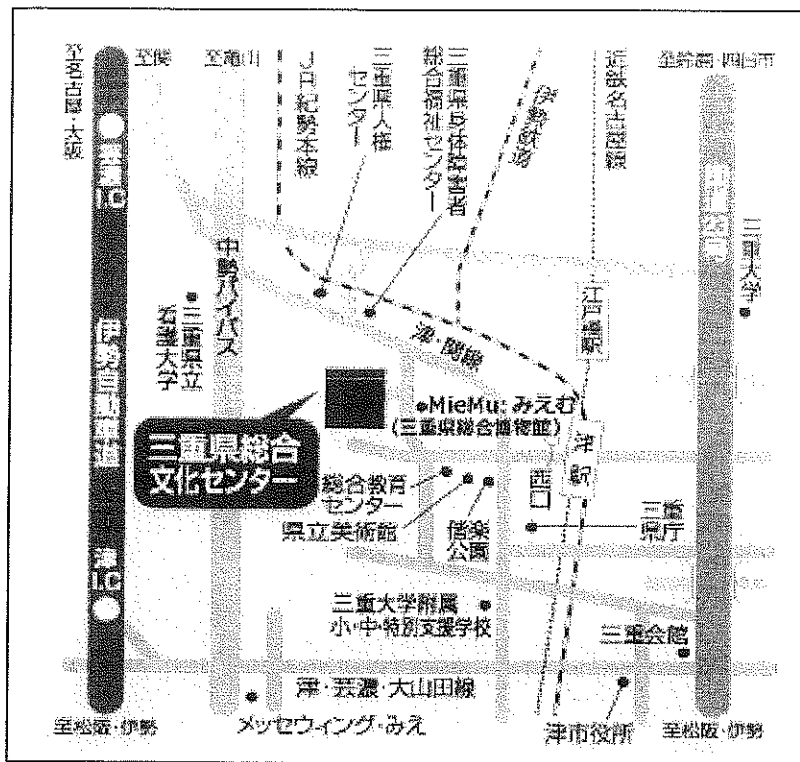 至名古屋・大阪
至関
至亀山
JR紀勢本線
三重県人権
センター
三重県身体障害者
総合福祉センター
伊勢鉄道
近鉄名古屋線
至鈴鹿・四日市
芸濃IC
伊勢自動車道
津IC
三重県立
看護大学
中勢バイパス
津・関線
江戸橋駅
三重大学
三重県総合
文化センター
MieMu:みえむ
(三重県総合博物館)
総合教育
センター
県立美術館
偕楽
公園
西口
津駅
三重
県庁
三重大学附属
小・中・特別支援学校
三重会館
津・芸濃・大山田線
メッセウィング・みえ
津市役所
至松阪・伊勢
至松阪・伊勢